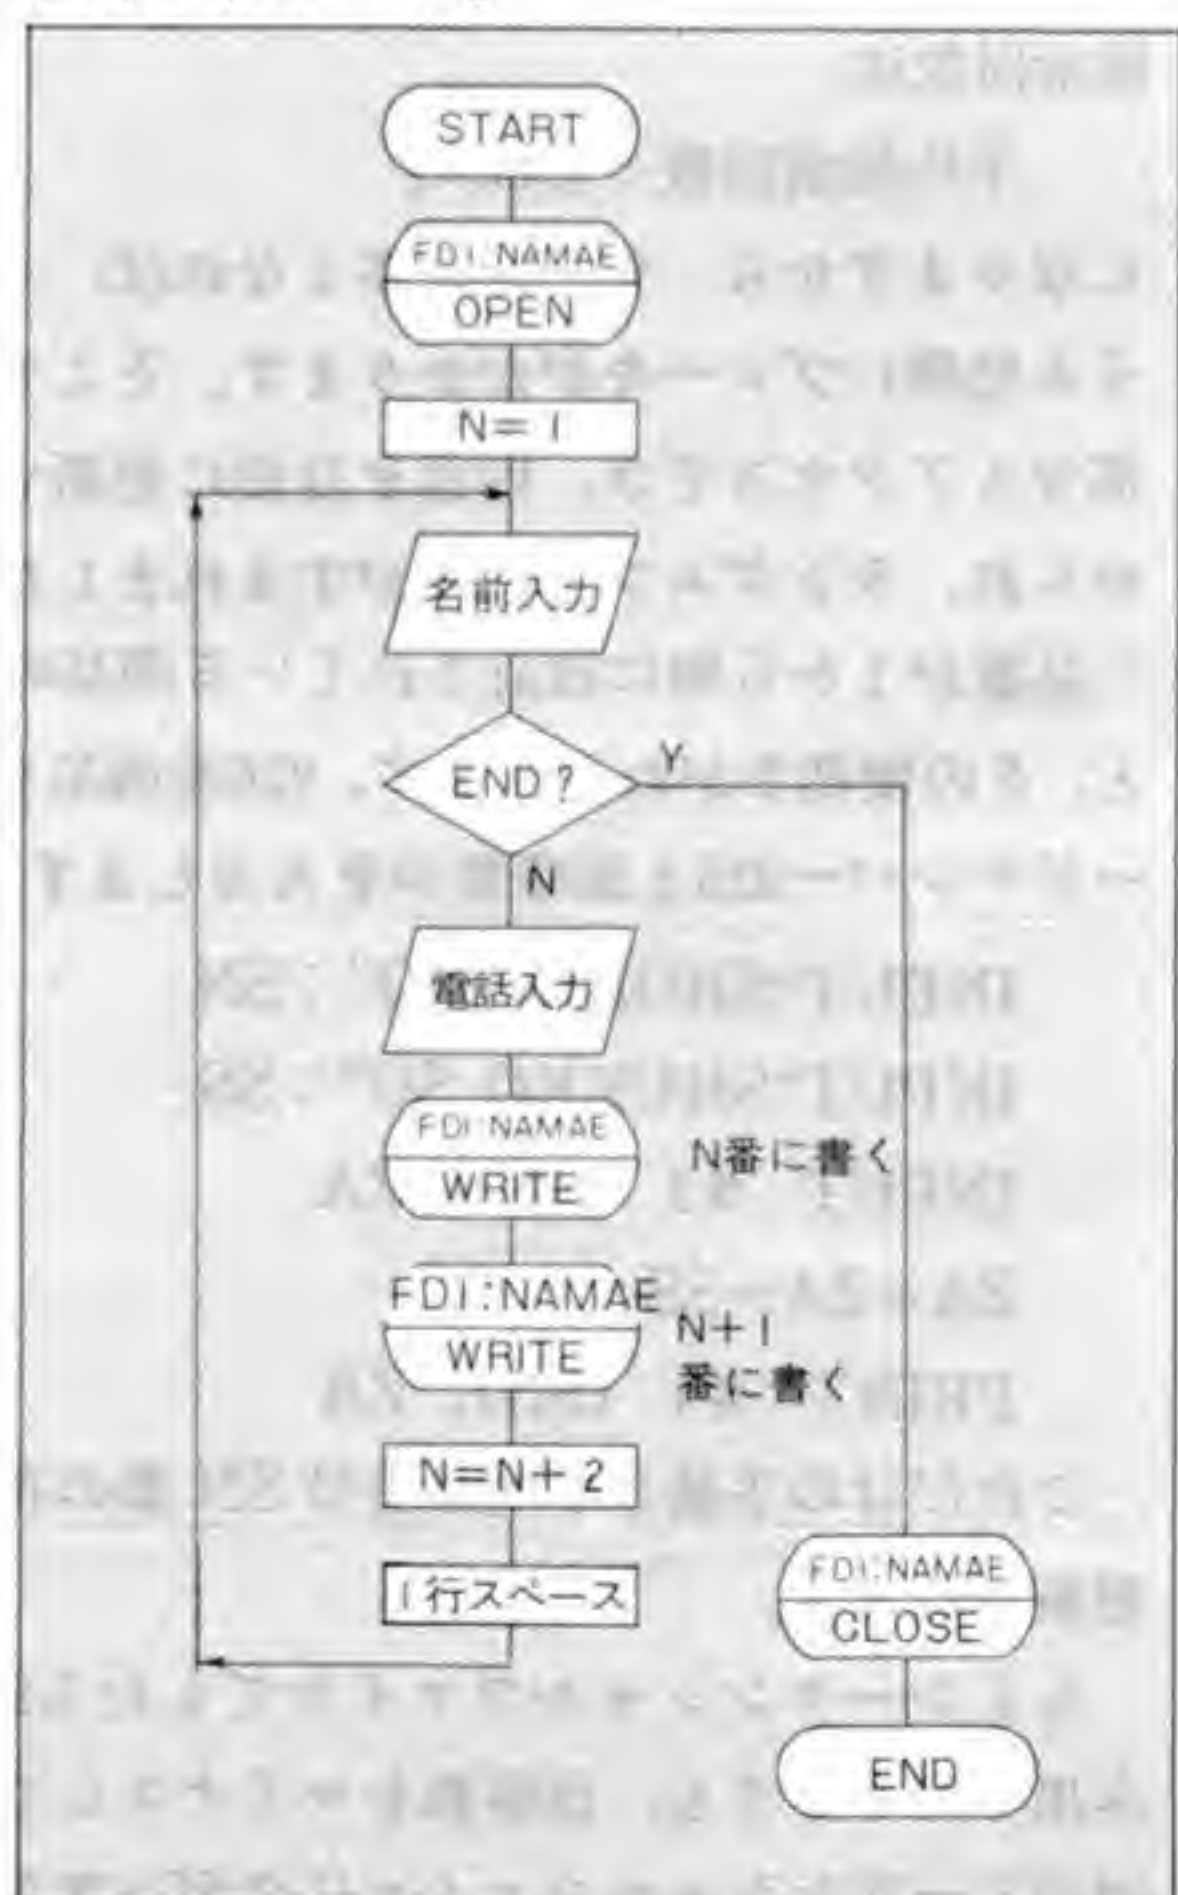 START
FD1:NAMAE
OPEN
N=1
名前入力
END?
Y
N
電話入力
FD1:NAMAE
WRITE
N番に書く
FD1:NAMAE
WRITE
N+1
番に書く
N=N+2
1行スペース
FD1:NAMAE
CLOSE
END